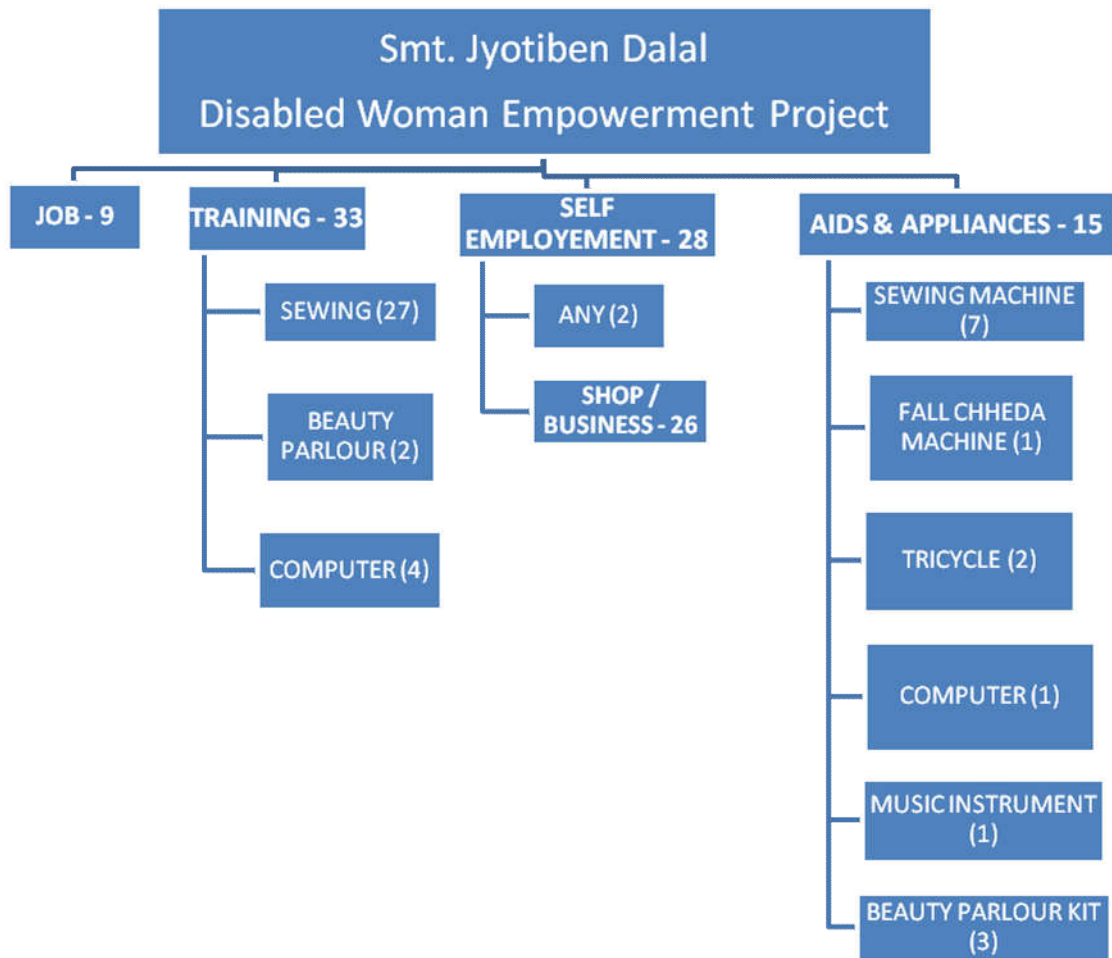 Smt. Jyotiben Dalal
Disabled Woman Empowerment Project
JOB - 9
TRAINING - 33
SEWING (27)
BEAUTY
PARLOUR (2)
COMPUTER (4)
SELF
EMPLOYEMENT - 28
ANY (2)
SHOP /
BUSINESS - 26
AIDS & APPLIANCES - 15
SEWING MACHINE
(7)
FALL CHHEDA
MACHINE (1)
TRICYCLE (2)
COMPUTER (1)
MUSIC INSTRUMENT
(1)
BEAUTY PARLOUR KIT
(3)